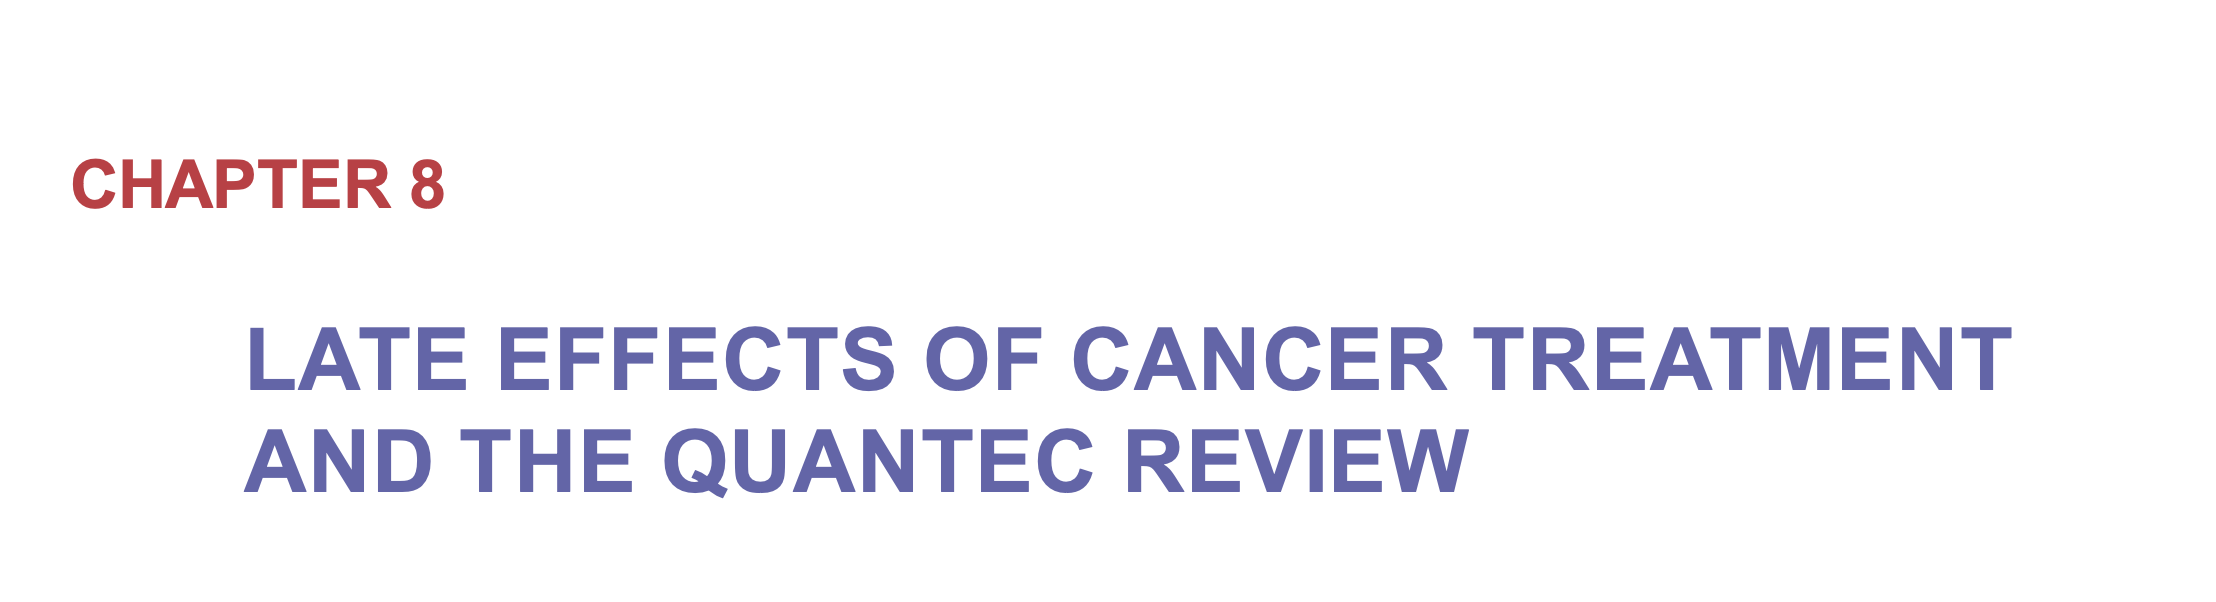 CHAPTER 8
LATE EFFECTS OF CANCER TREATMENT
AND THE QUANTEC REVIEW